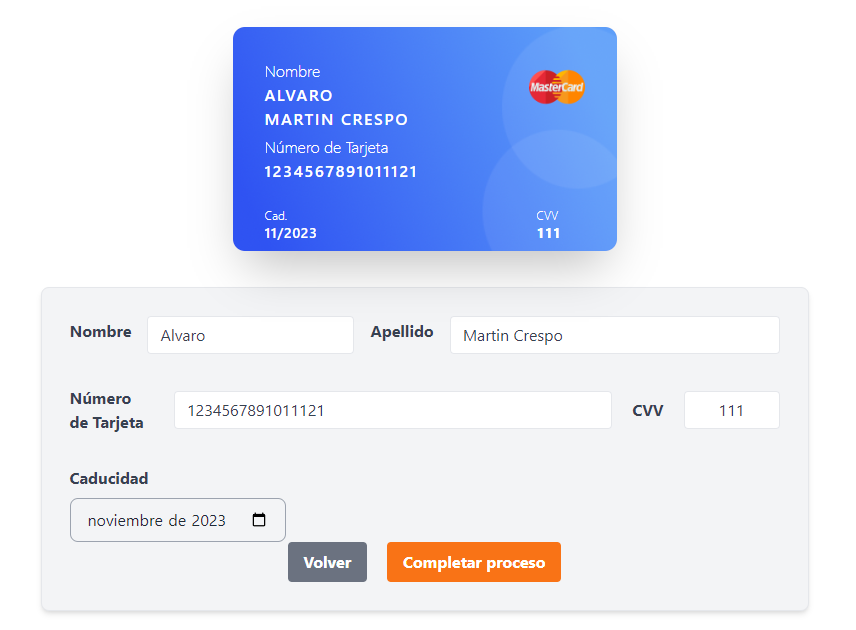 Nombre
ALVARO
MARTIN CRESPO
MasterCard
Número de Tarjeta
1234567891011121
Cad.
CVV
11/2023
111
Nombre
Alvaro
Apellido
Martin Crespo
Número
de Tarjeta
1234567891011121
CVV
111
Caducidad
noviembre de 2023
Volver
Completar proceso